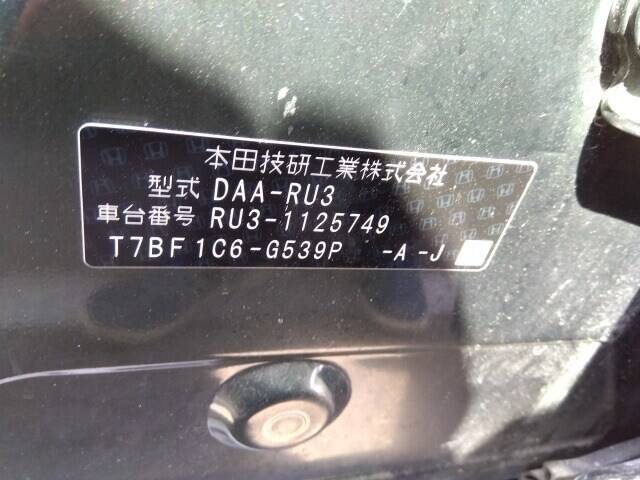 本田技研工業株式会社
型式 DAA-RU3
車台番号 RU3-1125749
T7BF1C6-G539P -A-J